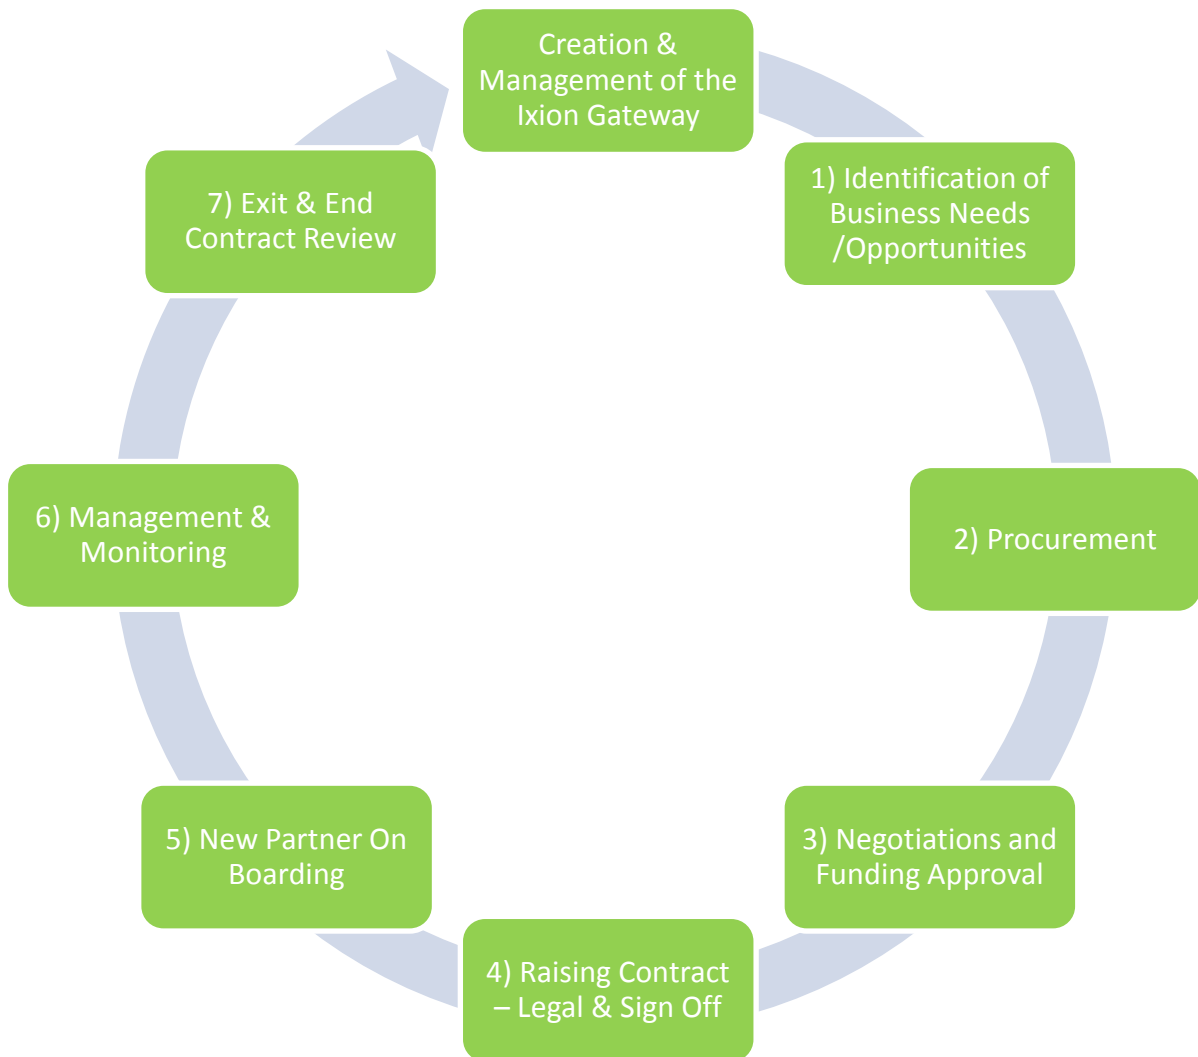 Creation &
Management of the
Ixion Gateway
1) Identification of
Business Needs
/Opportunities
2) Procurement
3) Negotiations and
Funding Approval
4) Raising Contract
– Legal & Sign Off
5) New Partner On
Boarding
6) Management &
Monitoring
7) Exit & End
Contract Review